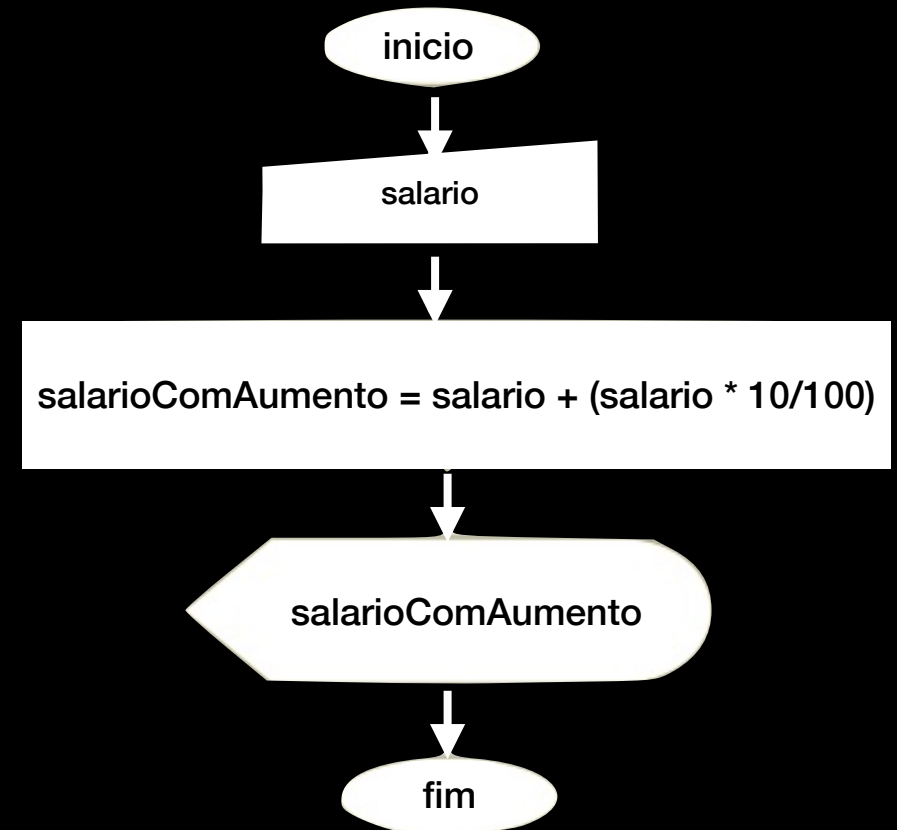 inicio
salario
salarioComAumento = salario + (salario * 10/100)
salarioComAumento
fim